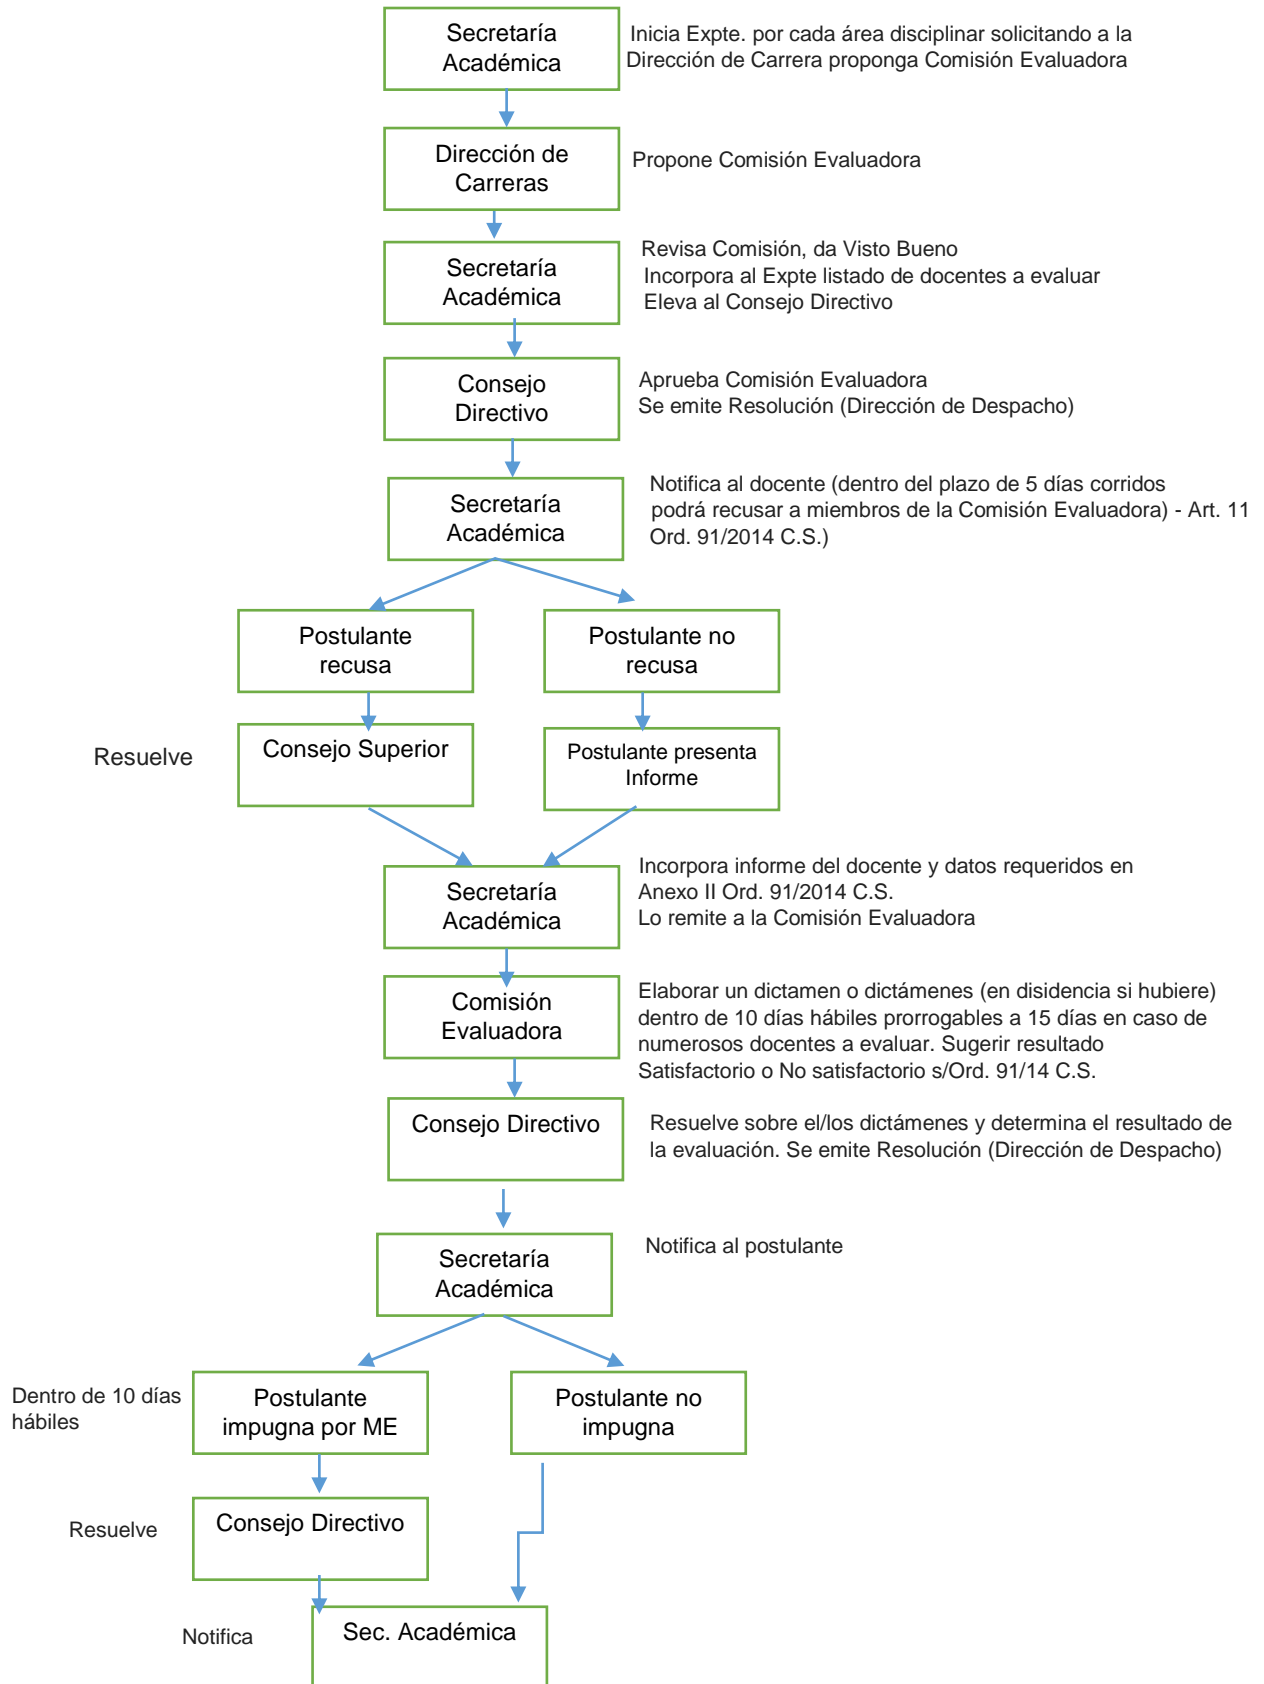 Secretaría
Académica
Inicia Expte. por cada área disciplinar solicitando a la
Dirección de Carrera proponga Comisión Evaluadora
Dirección de
Carreras
Propone Comisión Evaluadora
Secretaría
Académica
Revisa Comisión, da Visto Bueno
Incorpora al Expte listado de docentes a evaluar
Eleva al Consejo Directivo
Consejo
Directivo
Aprueba Comisión Evaluadora
Se emite Resolución (Dirección de Despacho)
Secretaría
Académica
Notifica al docente (dentro del plazo de 5 días corridos
podrá recusar a miembros de la Comisión Evaluadora) - Art. 11
Ord. 91/2014 C.S.)
Postulante
recusa
Postulante no
recusa
Resuelve
Consejo Superior
Postulante presenta
Informe
Secretaría
Académica
Incorpora informe del docente y datos requeridos en
Anexo II Ord. 91/2014 C.S.
Lo remite a la Comisión Evaluadora
Comisión
Evaluadora
Elaborar un dictamen o dictámenes (en disidencia si hubiere)
dentro de 10 días hábiles prorrogables a 15 días en caso de
numerosos docentes a evaluar. Sugerir resultado
Satisfactorio o No satisfactorio s/Ord. 91/14 C.S.
Consejo Directivo
Resuelve sobre el/los dictámenes y determina el resultado de
la evaluación. Se emite Resolución (Dirección de Despacho)
Secretaría
Académica
Notifica al postulante
Dentro de 10 días
hábiles
Postulante
impugna por ME
Postulante no
impugna
Resuelve
Consejo Directivo
Notifica
Sec. Académica